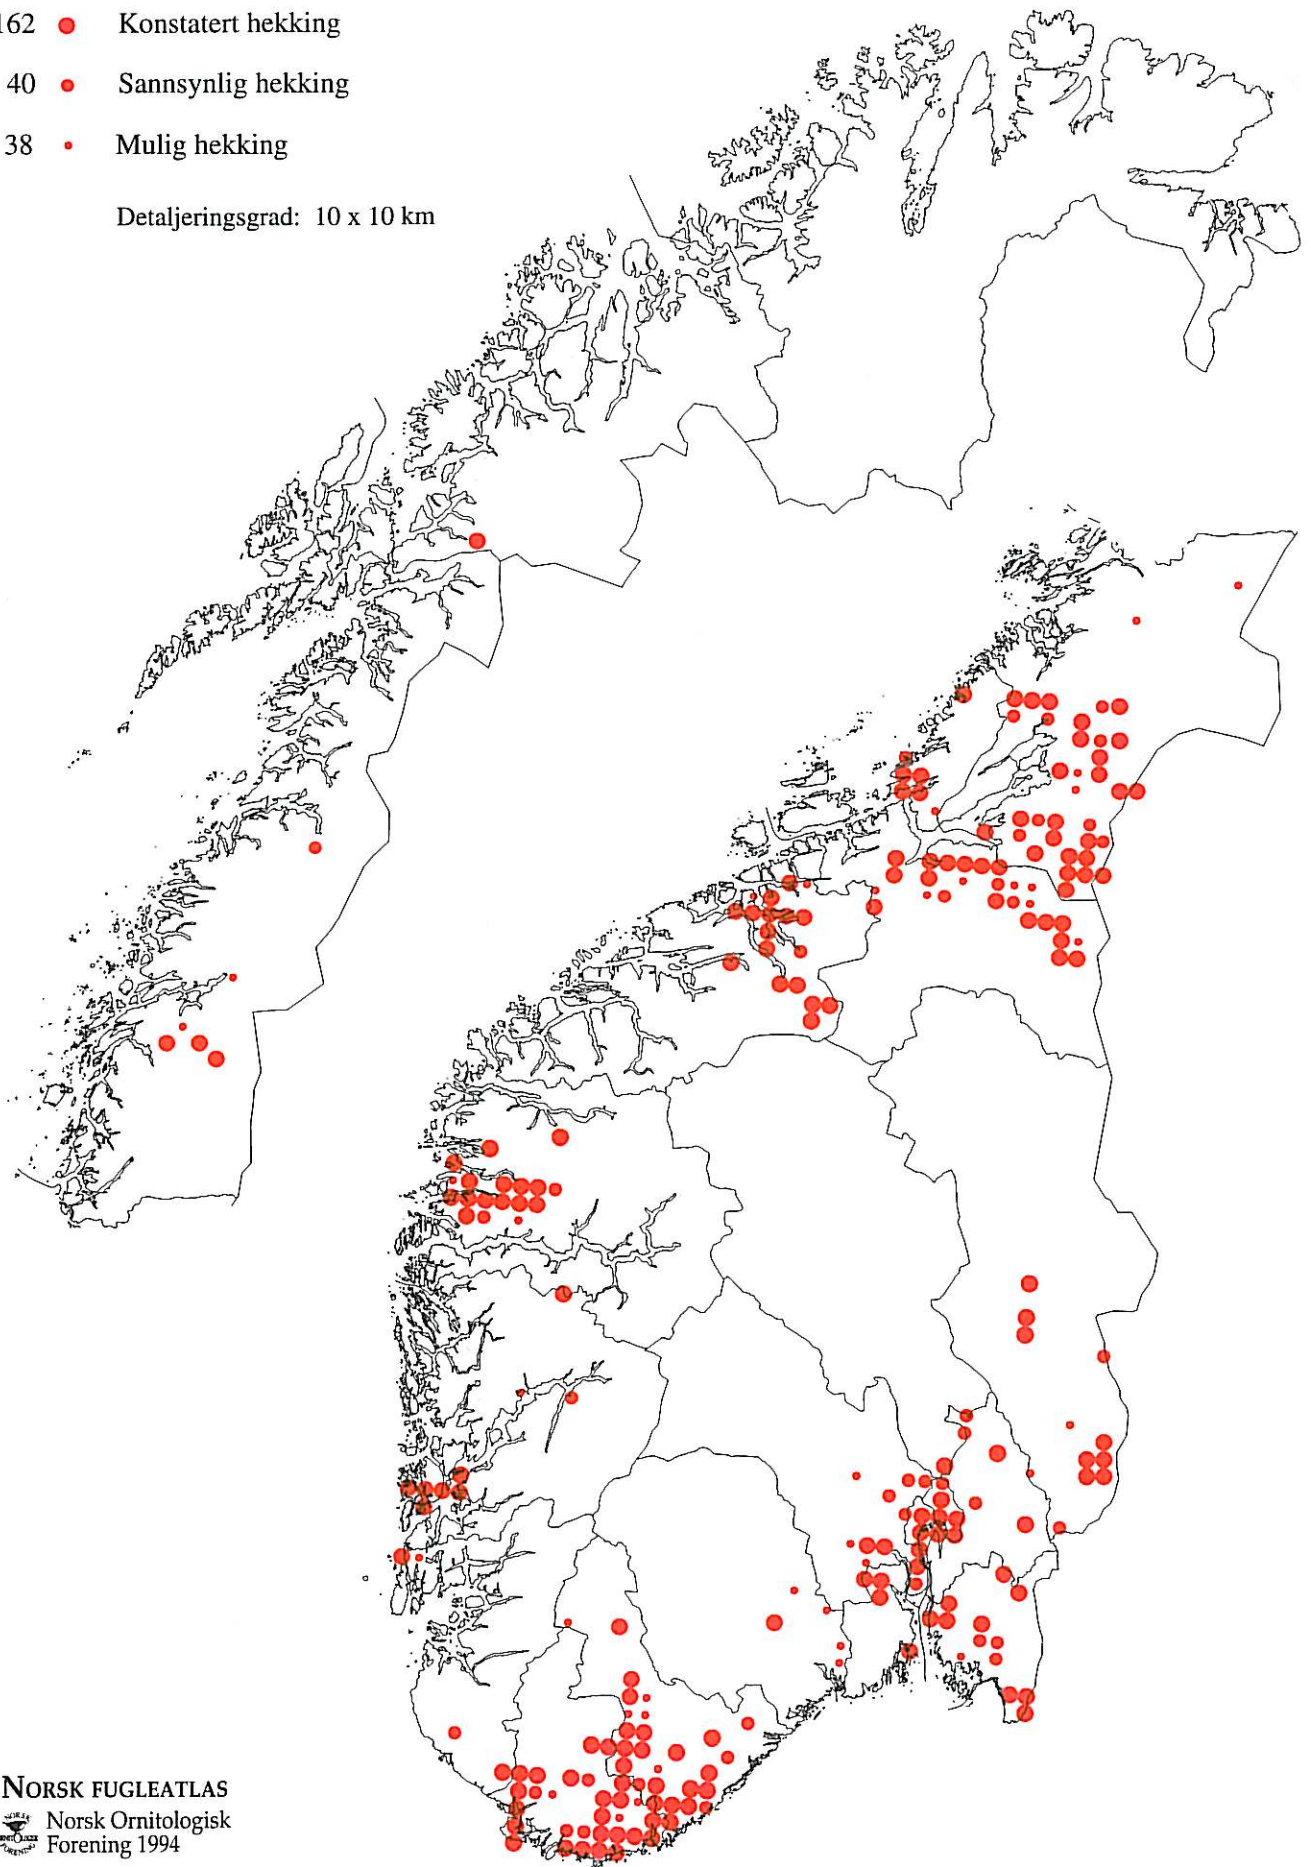 162 Konstatert hekking
40 Sannsynlig hekking
38 Mulig hekking
Detaljeringsgrad: 10 x 10 km
NORSK FUGLEATLAS
Norsk Ornitologisk
Forening 1994